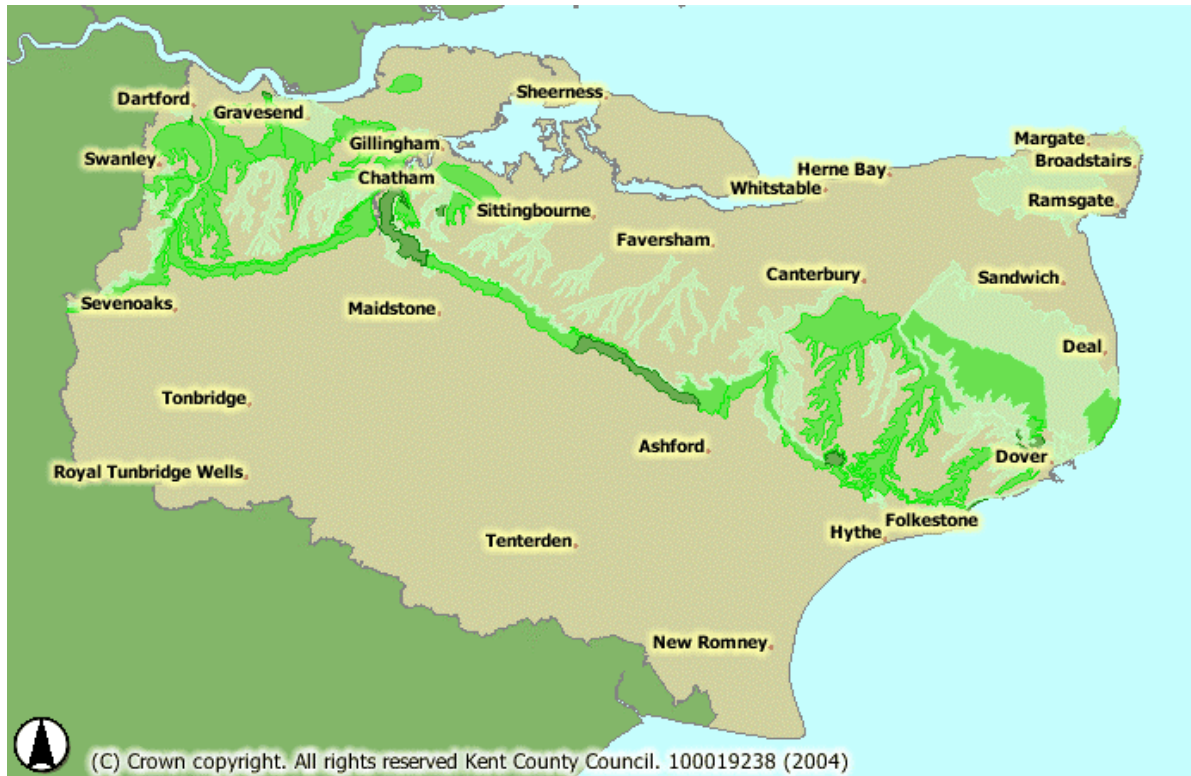 Sheerness
Dartford
Gravesend
Margate
Gillingham
Swanley
Broadstairs
Herne Bay
Chatham
Whitstable
Ramsgate
Sittingbourne
Faversham
Canterbury
Sandwich
Sevenoaks
Maidstone
Deal
Tonbridge
Ashford
Dover
Royal Tunbridge Wells
Folkestone
Hythe
Tenterden
New Romney
(C) Crown copyright. All rights reserved Kent County Council. 100019238 (2004)